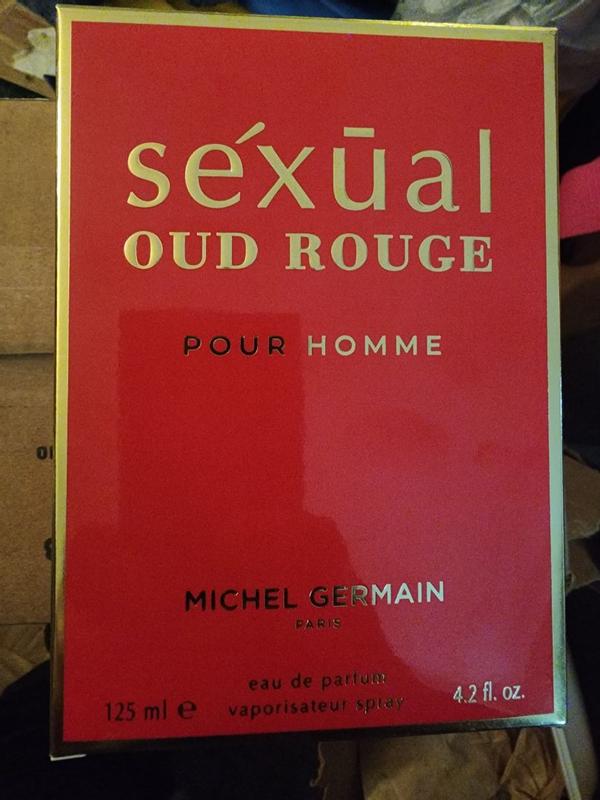 séxūal
OUD ROUGE
POUR HOMME
MICHEL GERMAIN
PARIS
eau de parfum
125 ml ℮ vaporisateur spray 4.2 fl. oz.